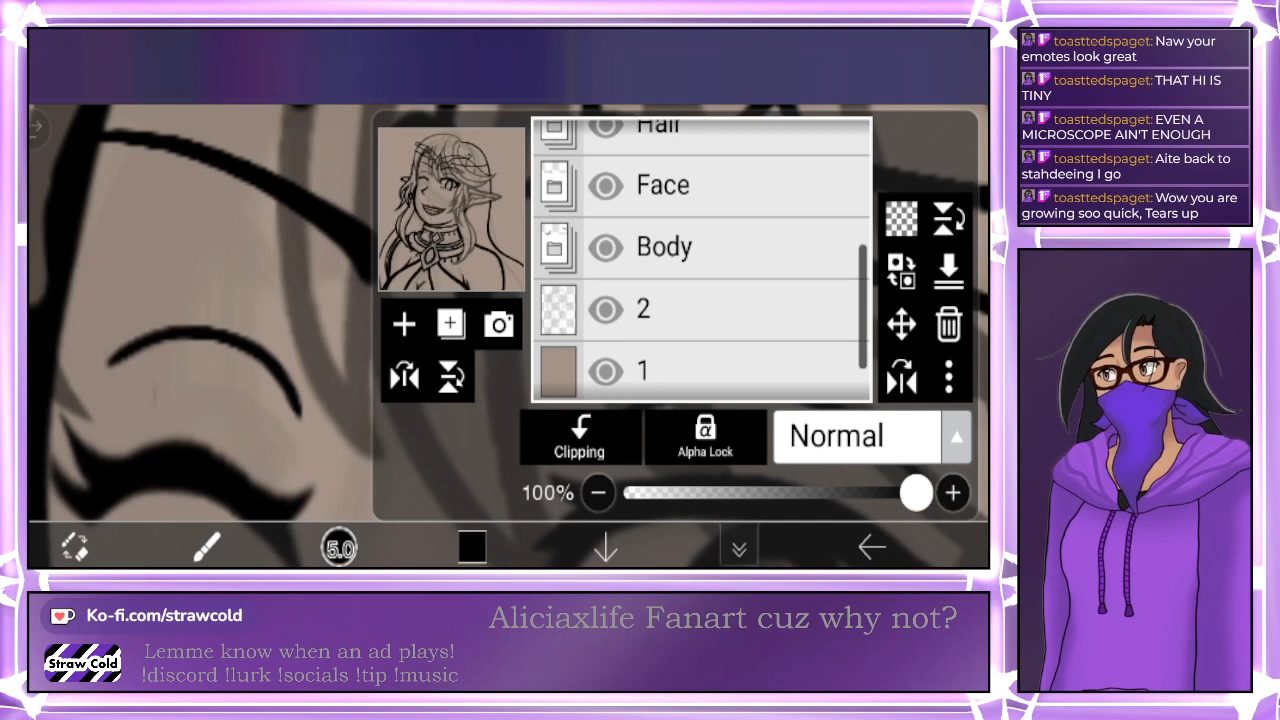 Hair
Face
Body
2
1
Clipping
α
Alpha Lock
Normal
100%
5.0
toasttedspaget: Naw your
emotes look great
toasttedspaget: THAT HI IS
TINY
toasttedspaget: EVEN A
MICROSCOPE AIN'T ENOUGH
toasttedspaget: Aite back to
stahdeeing I go
toasttedspaget: Wow you are
growing soo quick, Tears up
Ko-fi.com/strawcold
Aliciaxlife Fanart cuz why not?
Straw Cold
Lemme know when an ad plays!
!discord !lurk !socials !tip !music